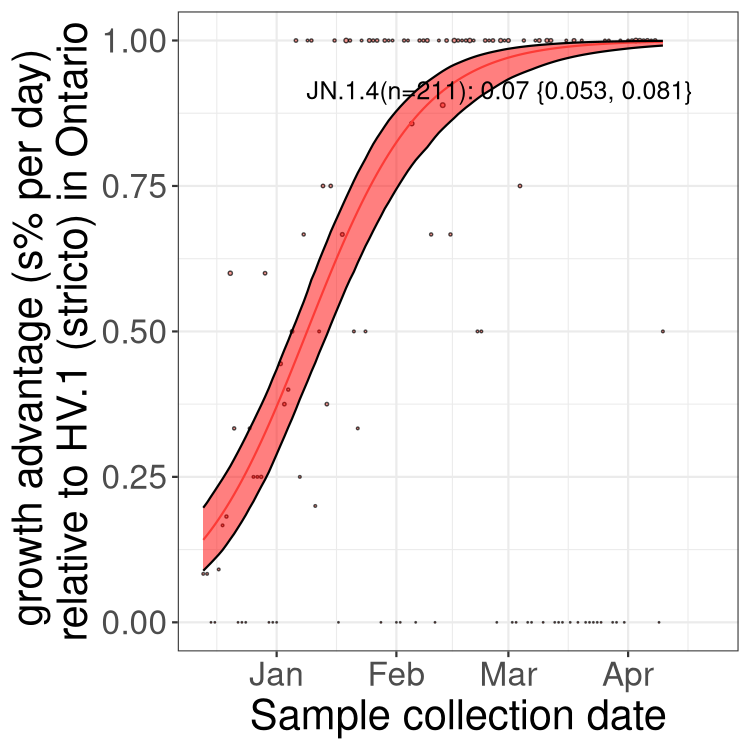 growth advantage (s% per day)
relative to HV.1 (stricto) in Ontario
1.00
0.75
0.50
0.25
0.00
JN.1.4(n=211): 0.07 {0.053, 0.081}
Jan Feb Mar Apr
Sample collection date